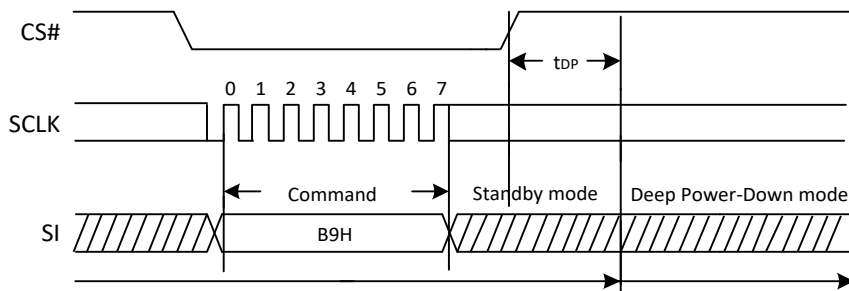 CS#
tDP
0 1 2 3 4 5 6 7
SCLK
Command Standby mode Deep Power-Down mode
SI
B9H